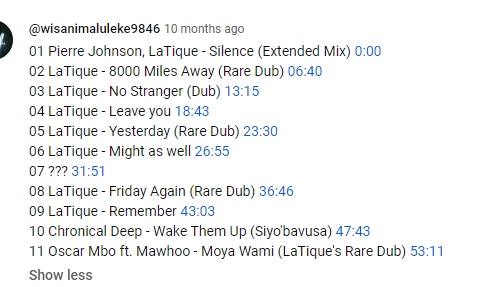 @wisanimaluleke9846 10 months ago
01 Pierre Johnson, LaTique - Silence (Extended Mix) 0:00
02 LaTique - 8000 Miles Away (Rare Dub) 06:40
03 LaTique - No Stranger (Dub) 13:15
04 LaTique - Leave you 18:43
05 LaTique - Yesterday (Rare Dub) 23:30
06 LaTique - Might as well 26:55
07 ??? 31:51
08 LaTique - Friday Again (Rare Dub) 36:46
09 LaTique - Remember 43:03
10 Chronical Deep - Wake Them Up (Siyo'bavusa) 47:43
11 Oscar Mbo ft. Mawhoo - Moya Wami (LaTique's Rare Dub) 53:11
Show less